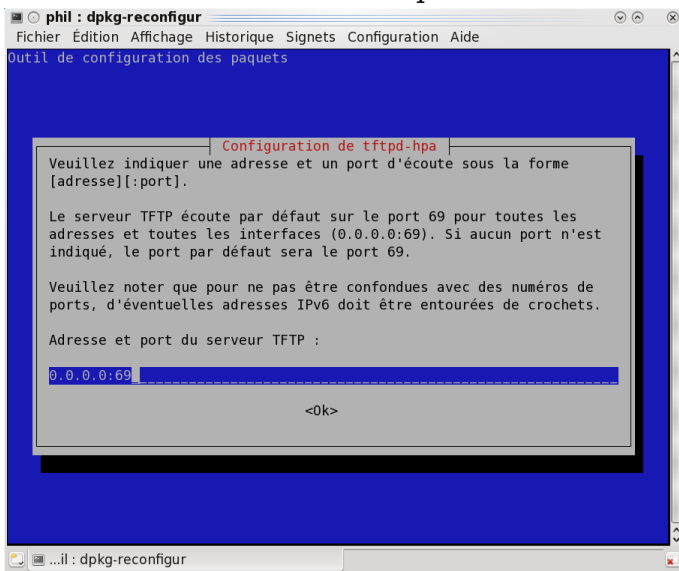 phil : dpkg-reconfigur
Fichier Édition Affichage Historique Signets Configuration Aide
Outil de configuration des paquets
Configuration de tftpd-hpa
Veuillez indiquer une adresse et un port d'écoute sous la forme
[adresse][:port].
Le serveur TFTP écoute par défaut sur le port 69 pour toutes les
adresses et toutes les interfaces (0.0.0.0:69). Si aucun port n'est
indiqué, le port par défaut sera le port 69.
Veuillez noter que pour ne pas être confondues avec des numéros de
ports, d'éventuelles adresses IPv6 doit être entourées de crochets.
Adresse et port du serveur TFTP :
0.0.0.0:69
<Ok>
...il : dpkg-reconfigur